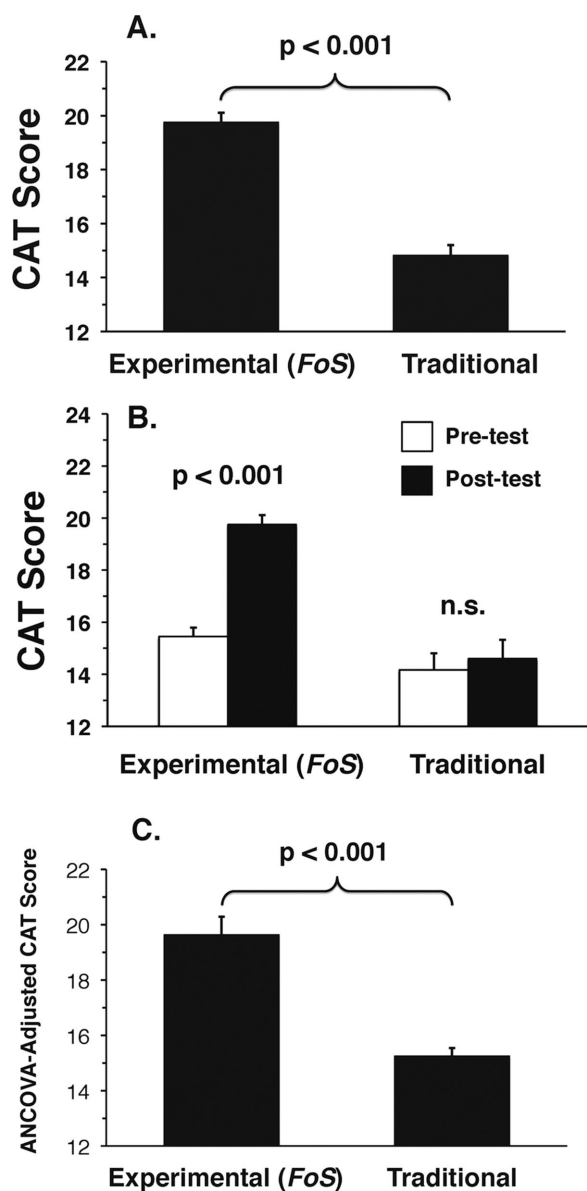 A.
p < 0.001
22
20
18
16
14
12
CAT Score
Experimental (FoS) Traditional
B.
24
22
20
18
16
14
12
CAT Score
Pre-test
Post-test
p < 0.001
n.s.
Experimental (FoS) Traditional
C.
p < 0.001
22
20
18
16
14
12
ANCOVA-Adjusted CAT Score
Experimental (FoS) Traditional